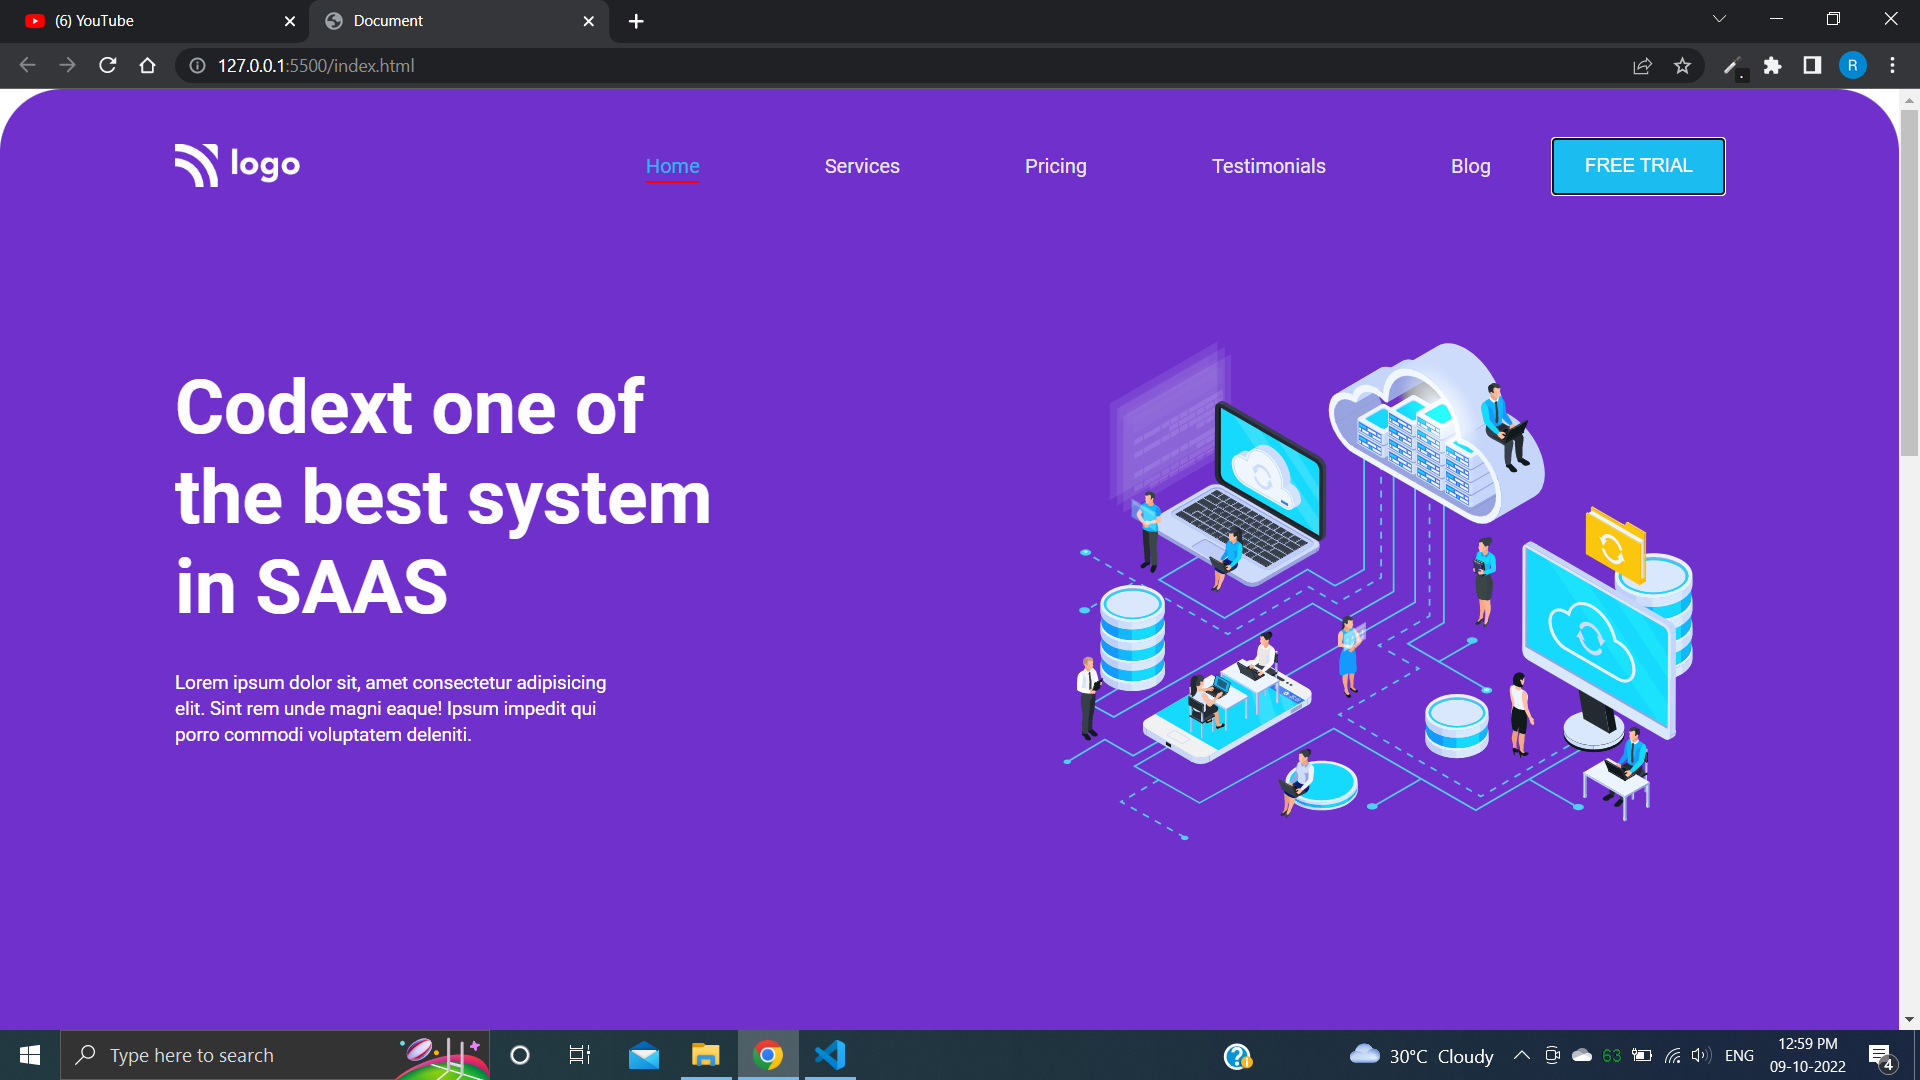 (6) YouTube
Document
127.0.0.1:5500/index.html
R
logo
Home
Services
Pricing
Testimonials
Blog
FREE TRIAL
Codext one of
the best system
in SAAS
Lorem ipsum dolor sit, amet consectetur adipisicing
elit. Sint rem unde magni eaque! Ipsum impedit qui
porro commodi voluptatem deleniti.
Type here to search
30°C Cloudy
63
ENG
12:59 PM
09-10-2022
4